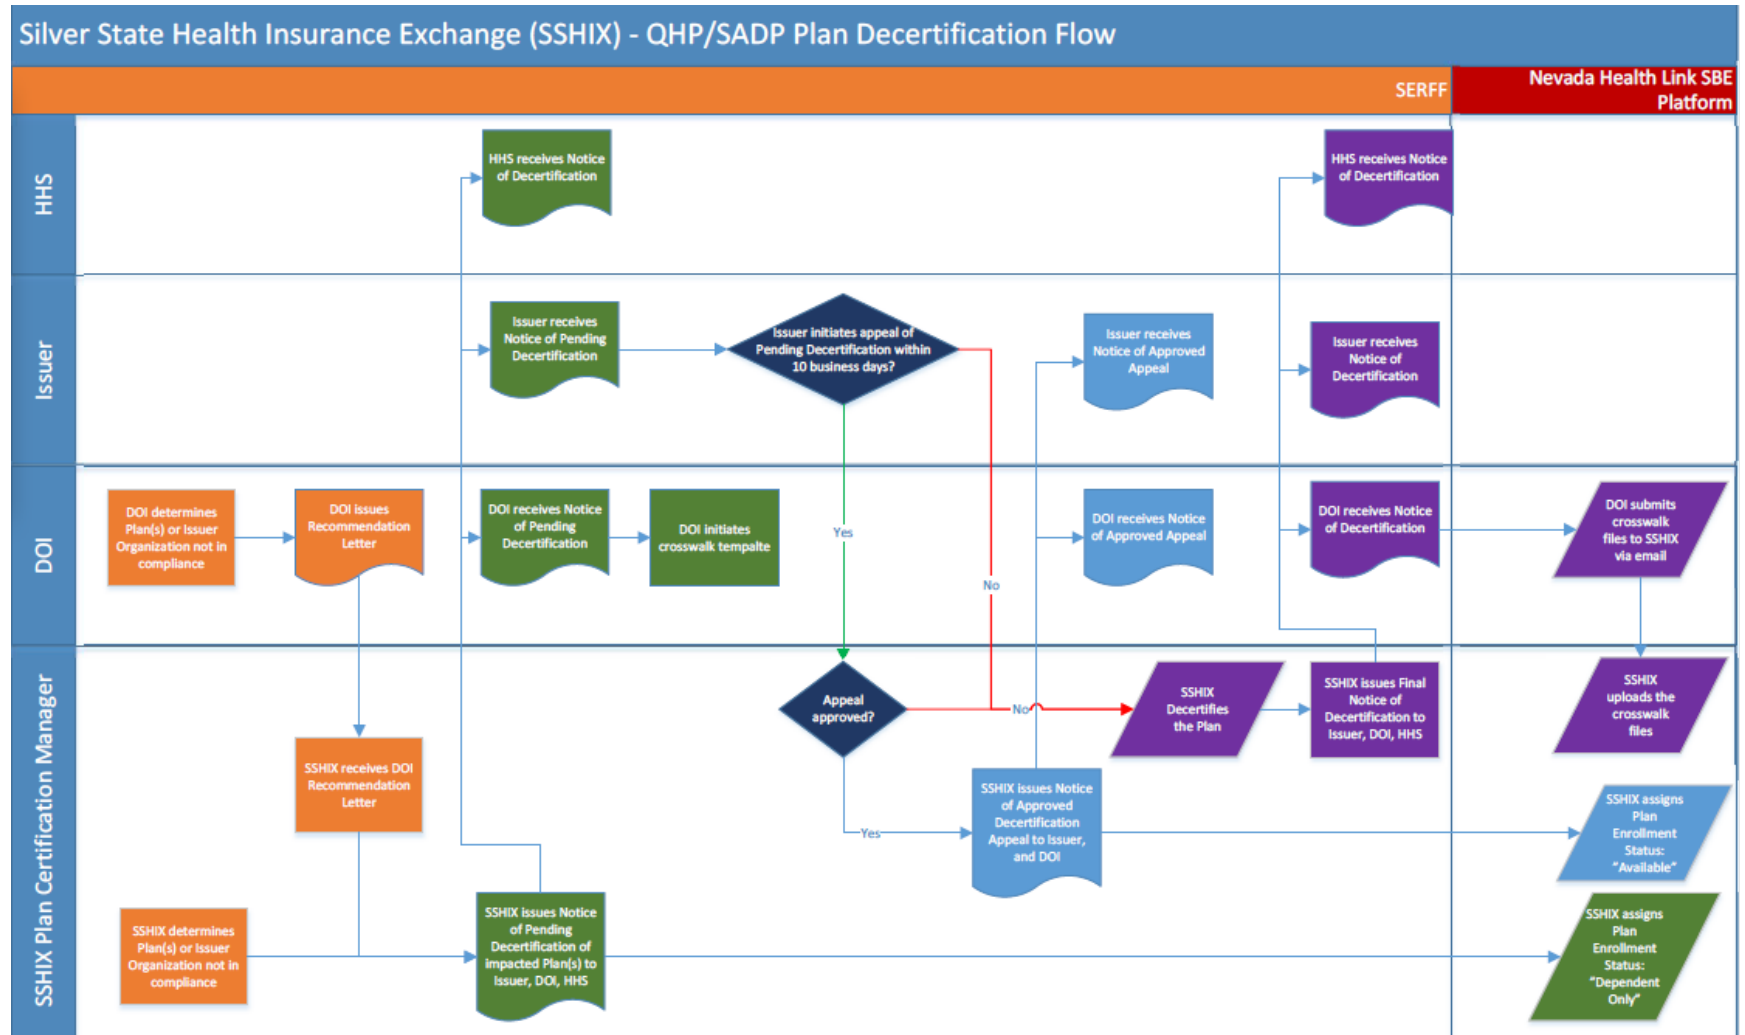 Silver State Health Insurance Exchange (SSHIX) - QHP/SADP Plan Decertification Flow
SERFF
Nevada Health Link SBE
Platform
HHS
HHS receives Notice
of Decertification
HHS receives Notice
of Decertification
Issuer
Issuer receives
Notice of Pending
Decertification
Issuer initiates appeal of
Pending Decertification within
10 business days?
Issuer receives
Notice of Approved
Appeal
Issuer receives
Notice of
Decertification
DOI
DOI determines
Plan(s) or Issuer
Organization not in
compliance
DOI issues
Recommendation
Letter
DOI receives Notice
of Pending
Decertification
DOI initiates
crosswalk tempalte
Yes
No
DOI receives Notice
of Approved Appeal
DOI receives Notice
of Decertification
DOI submits
crosswalk
files to SSHIX
via email
SSHIX Plan Certification Manager
SSHIX receives DOI
Recommendation
Letter
SSHIX determines
Plan(s) or Issuer
Organization not in
compliance
SSHIX issues Notice
of Pending
Decertification of
impacted Plan(s) to
Issuer, DOI, HHS
Appeal
approved?
No
Yes
SSHIX issues Notice
of Approved
Decertification
Appeal to Issuer,
and DOI
SSHIX
Decertifies
the Plan
SSHIX issues Final
Notice of
Decertification to
Issuer, DOI, HHS
SSHIX
uploads the
crosswalk
files
SSHIX assigns
Plan
Enrollment
Status:
"Available"
SSHIX assigns
Plan
Enrollment
Status:
"Dependent
Only"